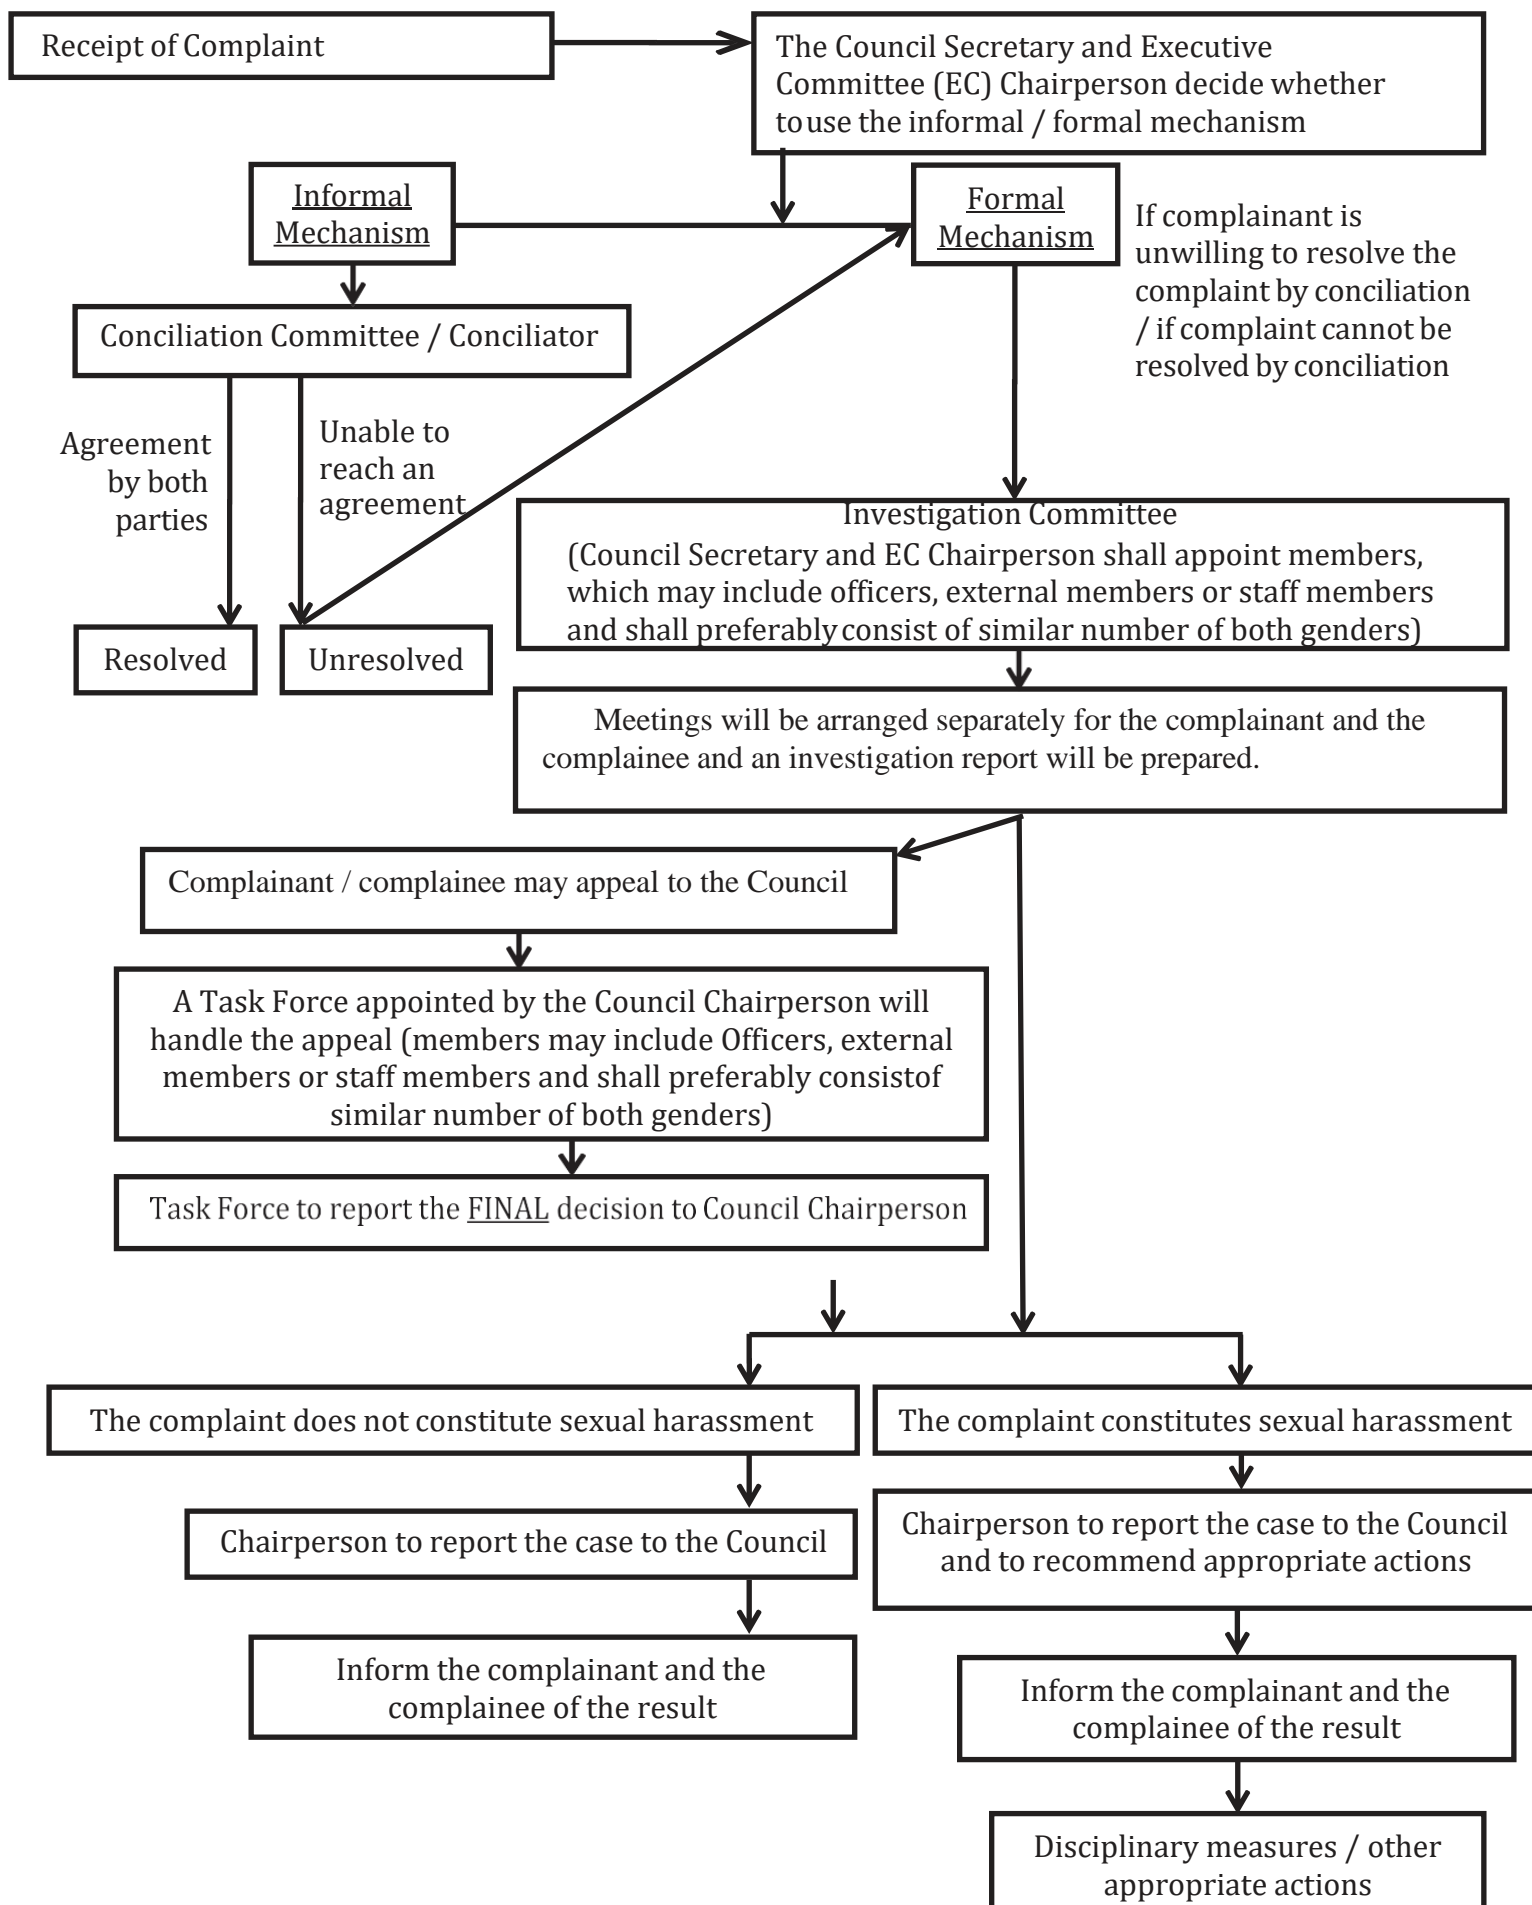 Receipt of Complaint
The Council Secretary and Executive
Committee (EC) Chairperson decide whether
to use the informal / formal mechanism
Informal
Mechanism
Formal
Mechanism
If complainant is
unwilling to resolve the
complaint by conciliation
/ if complaint cannot be
resolved by conciliation
Conciliation Committee / Conciliator
Agreement
by both
parties
Unable to
reach an
agreement
Resolved
Unresolved
Investigation Committee
(Council Secretary and EC Chairperson shall appoint members,
which may include officers, external members or staff members
and shall preferably consist of similar number of both genders)
Meetings will be arranged separately for the complainant and the
complainee and an investigation report will be prepared.
Complainant / complainee may appeal to the Council
A Task Force appointed by the Council Chairperson will
handle the appeal (members may include Officers, external
members or staff members and shall preferably consistof
similar number of both genders)
Task Force to report the FINAL decision to Council Chairperson
The complaint does not constitute sexual harassment
The complaint constitutes sexual harassment
Chairperson to report the case to the Council
Chairperson to report the case to the Council
and to recommend appropriate actions
Inform the complainant and the
complainee of the result
Inform the complainant and the
complainee of the result
Disciplinary measures / other
appropriate actions